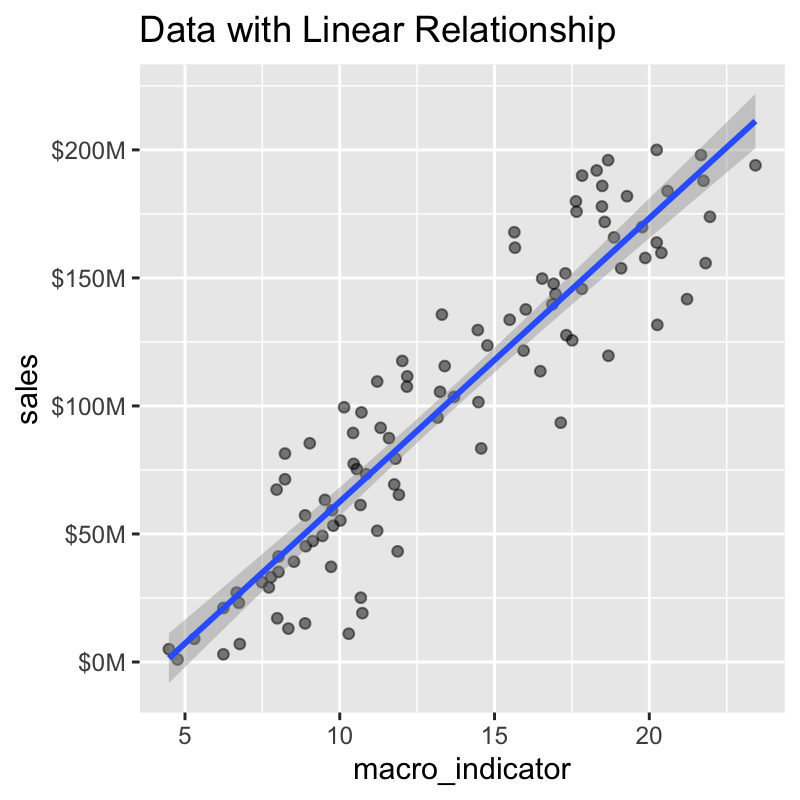 Data with Linear Relationship
$200M
$150M
$100M
$50M
$0M
sales
5 10 15 20
macro_indicator